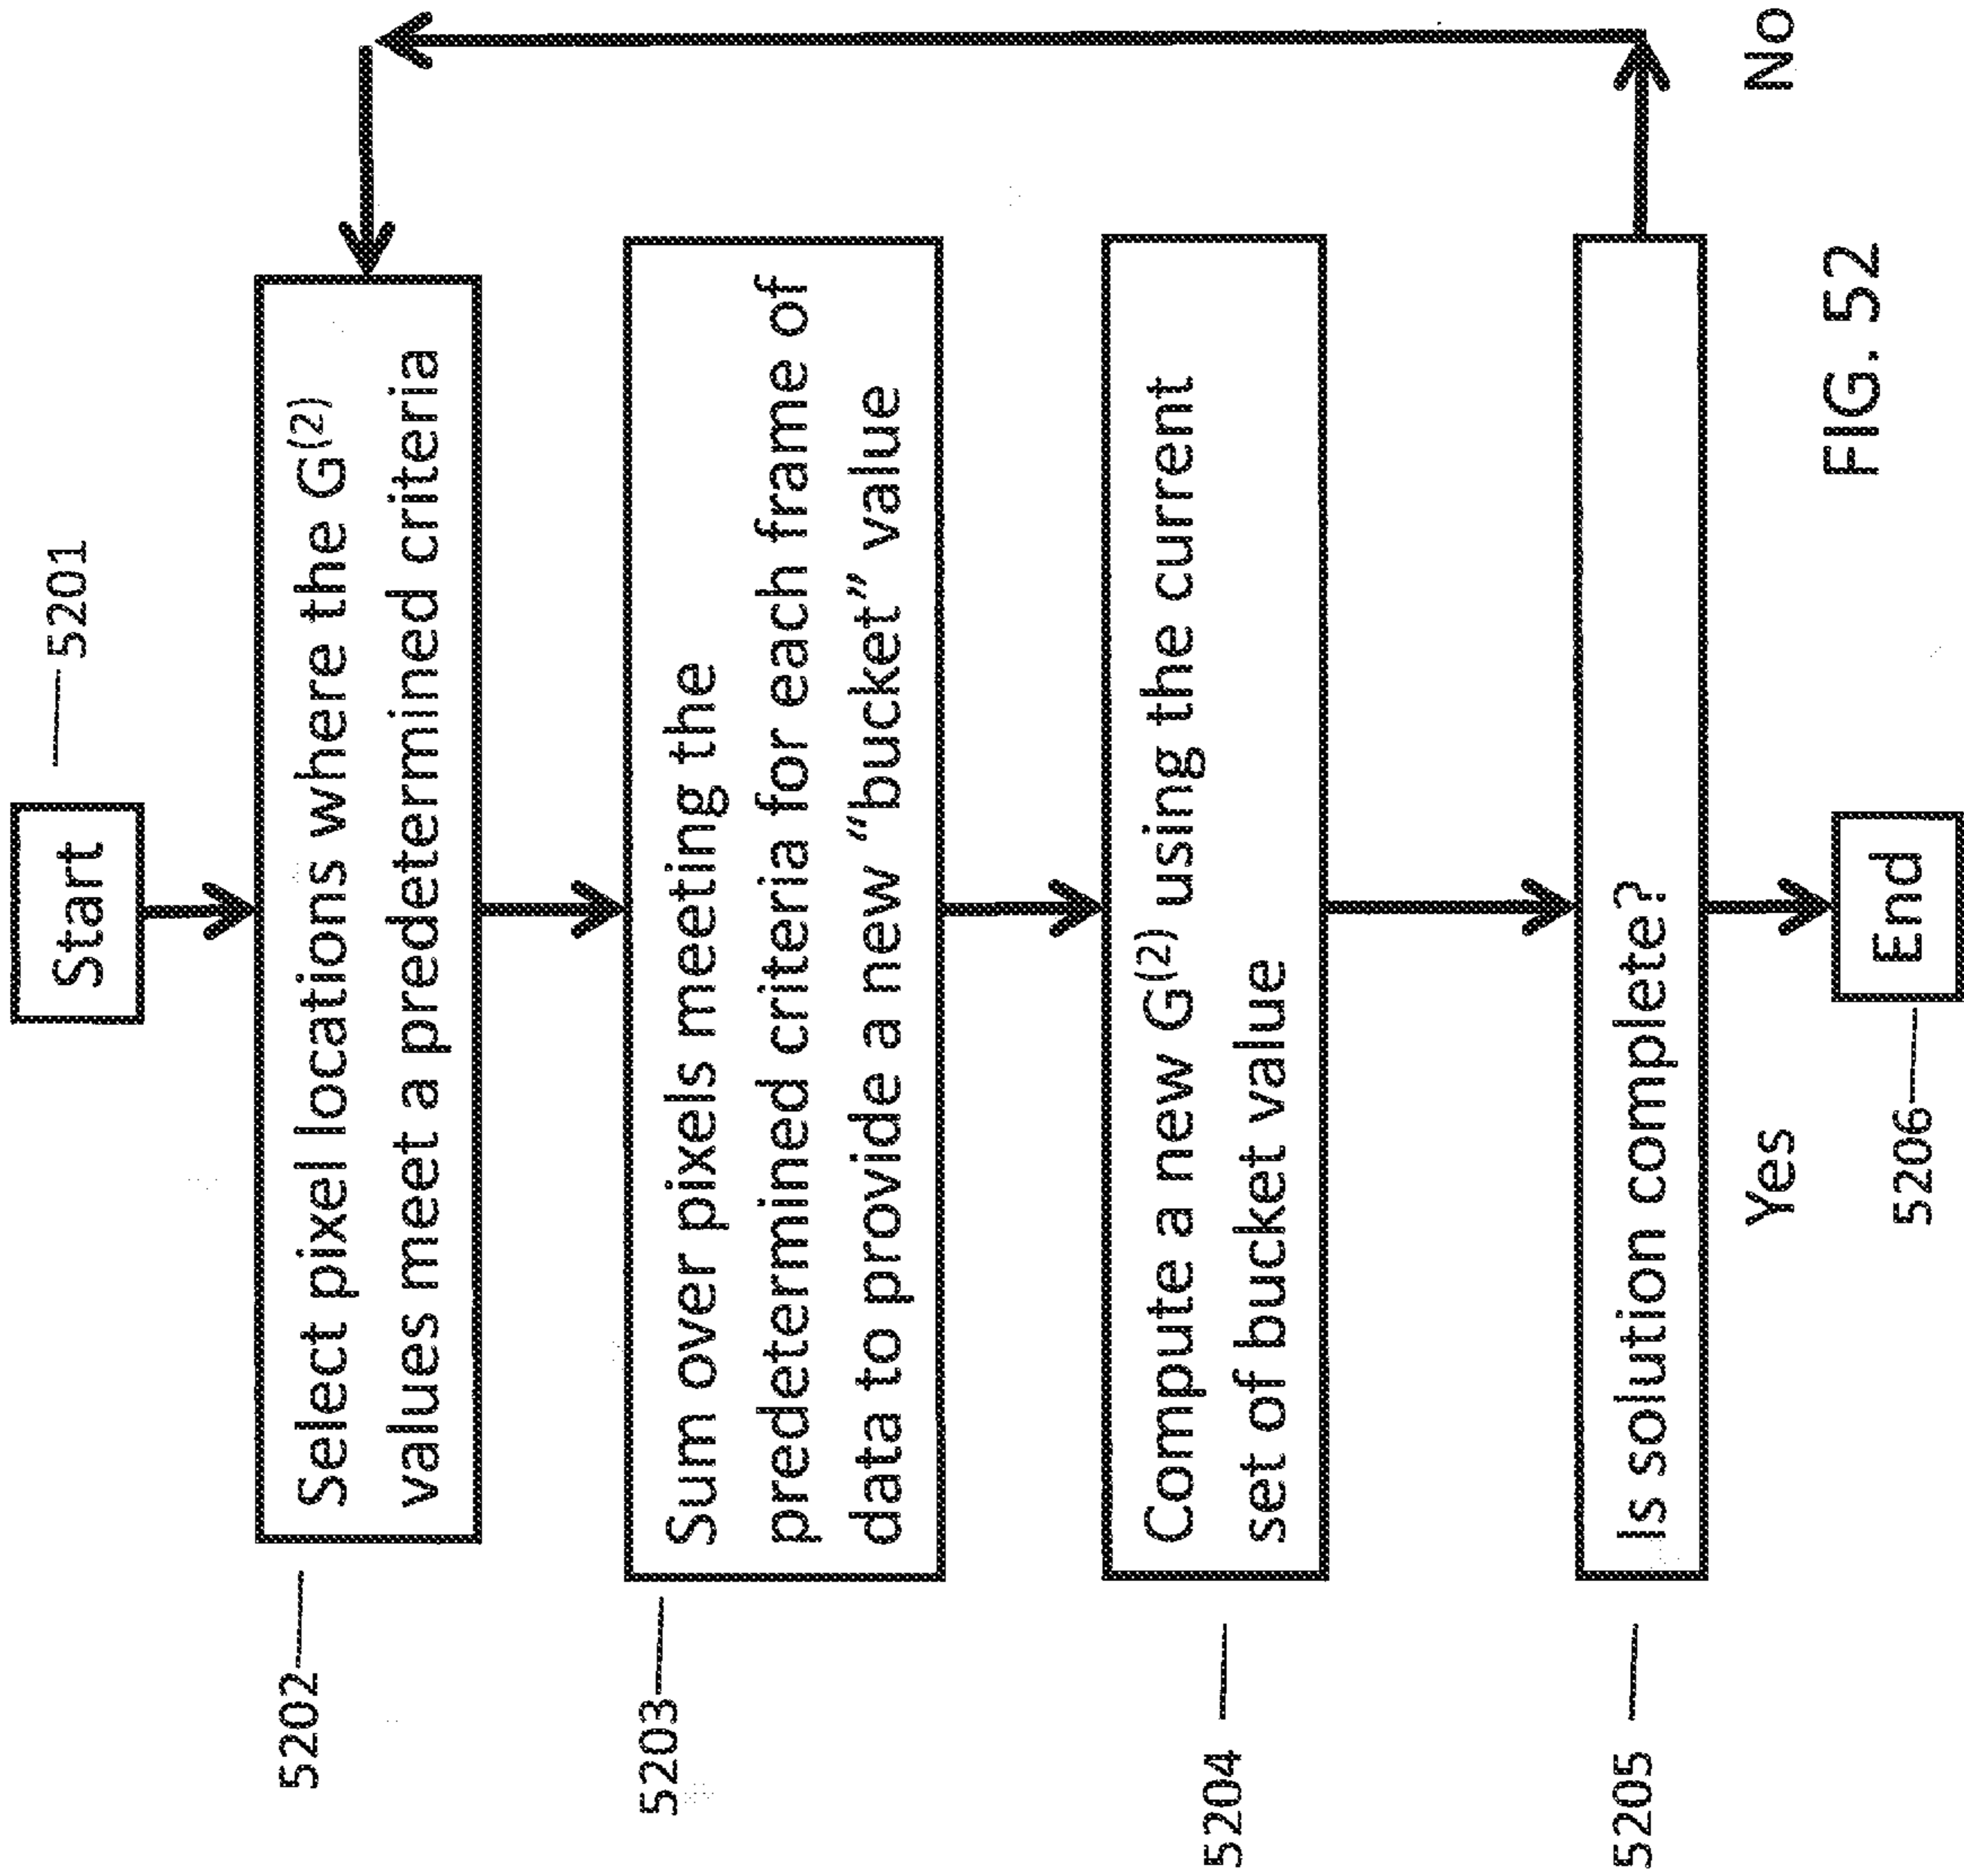 Start
5201
5202
Select pixel locations where the G⁽²⁾
values meet a predetermined criteria
5203
Sum over pixels meeting the
predetermined criteria for each frame of
data to provide a new “bucket” value
5204
Compute a new G⁽²⁾ using the current
set of bucket value
5205
Is solution complete?
Yes
No
5206
End
FIG. 52